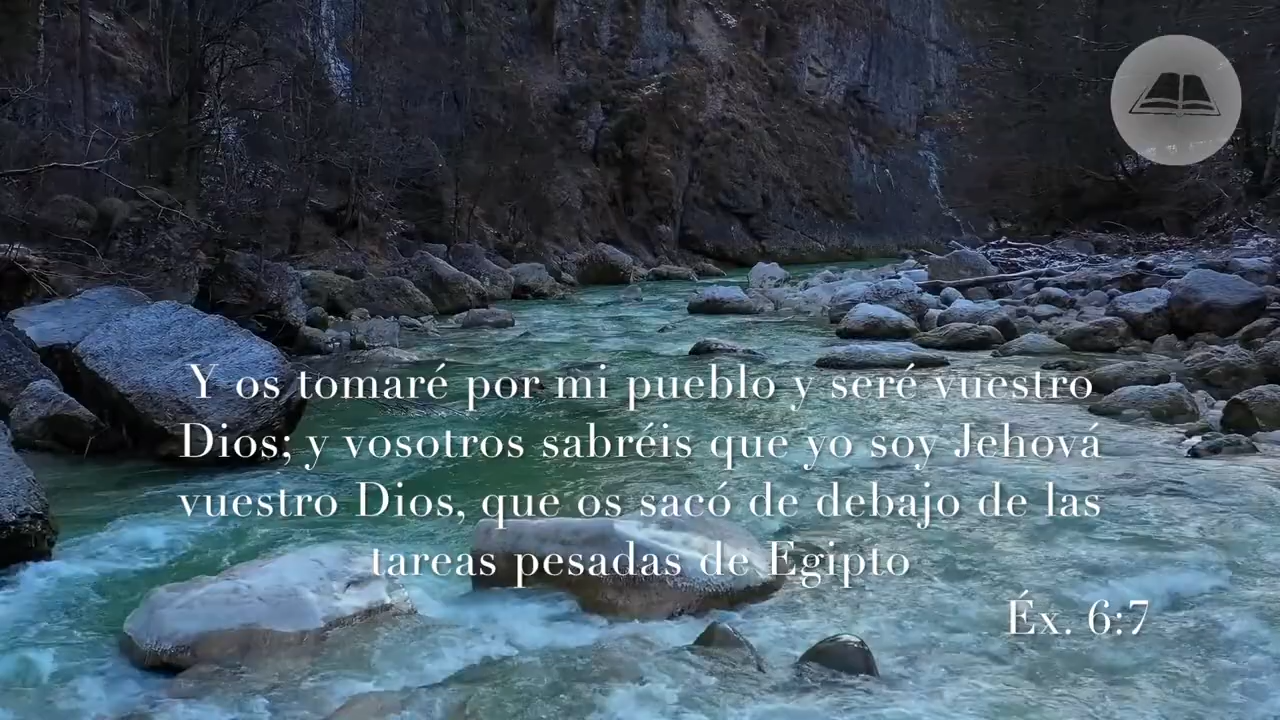 Y os tomaré por mi pueblo y seré vuestro
Dios; y vosotros sabréis que yo soy Jehová
vuestro Dios, que os sacó de debajo de las
tareas pesadas de Egipto
Éx. 6:7